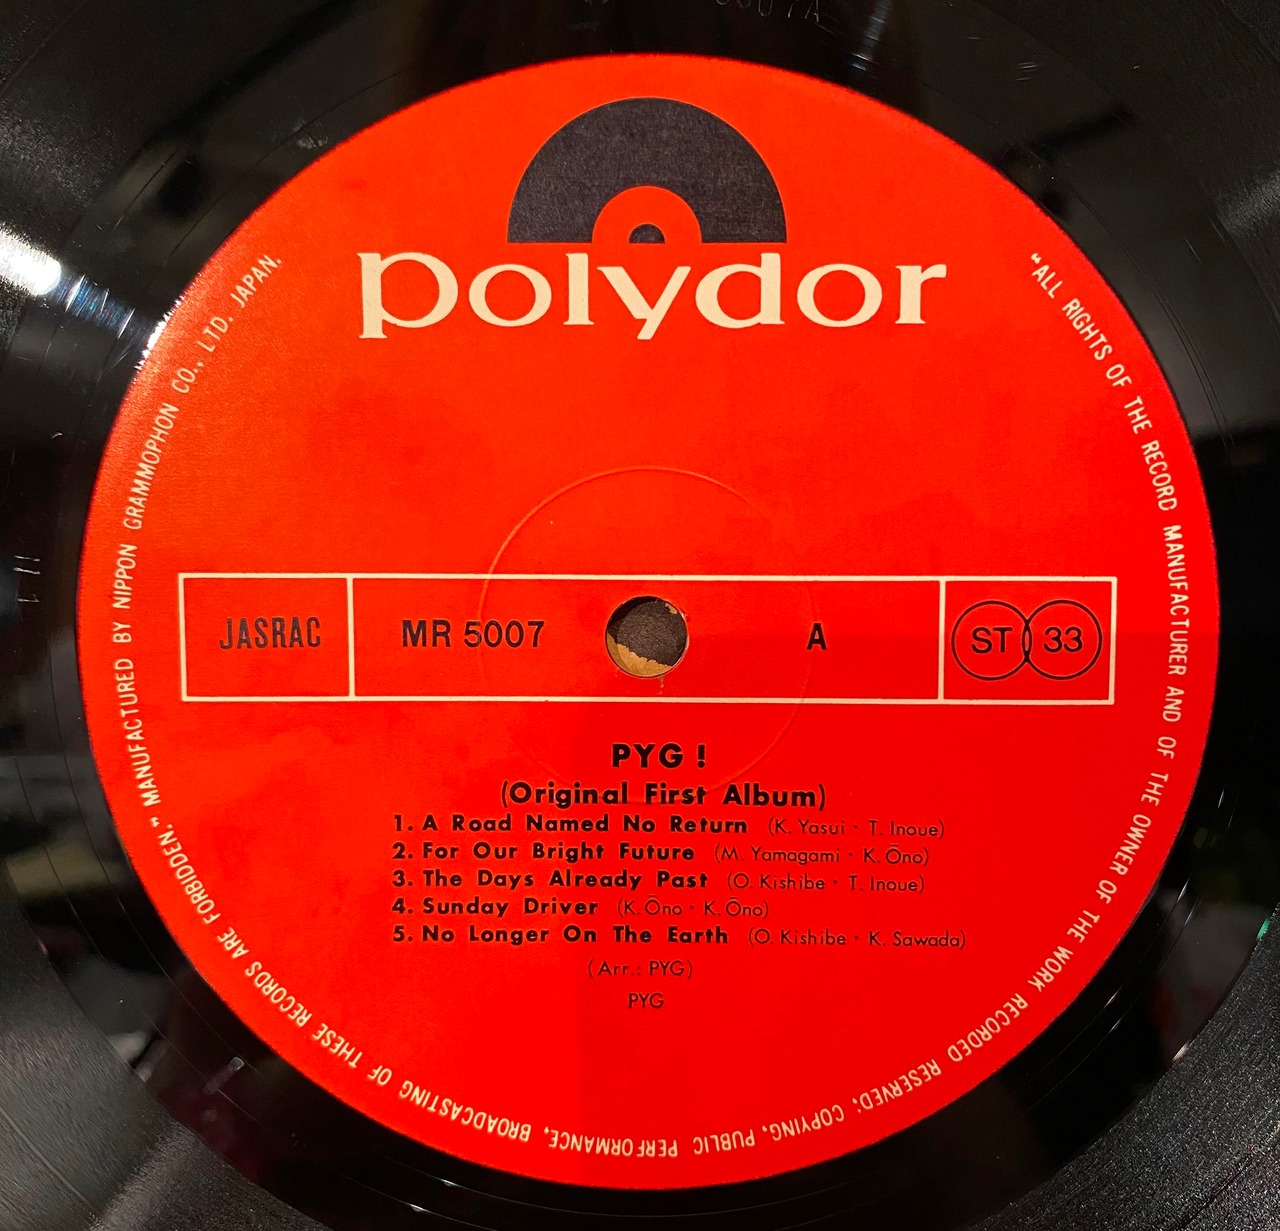 polydor
"ALL RIGHTS OF THE RECORD MANUFACTURER AND OF THE OWNER OF THE WORK RECORDED RESERVED; COPYING, PUBLIC PERFORMANCE, BROADCASTING OF THESE RECORDS ARE FORBIDDEN." MANUFACTURED BY NIPPON GRAMMOPHON CO., LTD. JAPAN.
JASRAC MR 5007 A ST 33
PYG !
(Original First Album)
1. A Road Named No Return (K. Yasui · T. Inoue)
2. For Our Bright Future (M. Yamagami · K. Ōno)
3. The Days Already Past (O. Kishibe · T. Inoue)
4. Sunday Driver (K. Ōno · K. Ōno)
5. No Longer On The Earth (O. Kishibe · K. Sawada)
(Arr.: PYG)
PYG